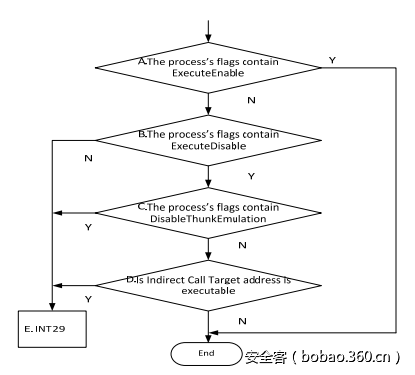 A.The process's flags contain
ExecuteEnable
Y
N
B.The process's flags contain
ExecuteDisable
N
Y
C.The process's flags contain
DisableThunkEmulation
Y
N
D.Is Indirect Call Target address is
executable
Y
N
E.INT29
End
安全客（bobao.360.cn）